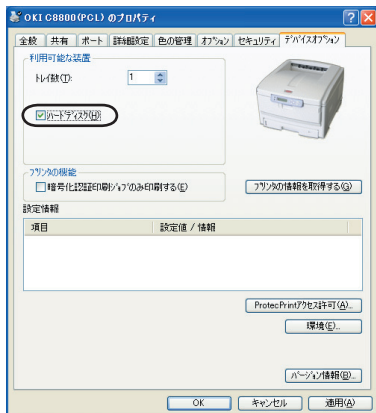 OKI C8800(PCL) のプロパティ
全般 共有 ポート 詳細設定 色の管理 オプション セキュリティ デバイスオプション
利用可能な装置
トレイ数(T): 1
ハードディスク(H)
プリンタの機能
暗号化認証印刷ジョブのみ印刷する(E)
プリンタの情報を取得する(G)
設定情報
項目 設定値 / 情報
ProtecPrintアクセス許可(A)...
環境(E)...
バージョン情報(B)...
OK キャンセル 適用(A)